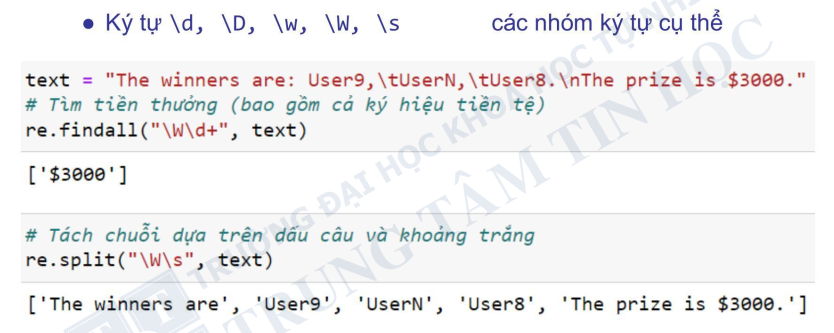 ● Ký tự \d, \D, \w, \W, \s các nhóm ký tự cụ thể
text = "The winners are: User9,\tUserN,\tUser8.\nThe prize is $3000."
# Tìm tiền thưởng (bao gồm cả ký hiệu tiền tệ)
re.findall("\W\d+", text)
['$3000']
# Tách chuỗi dựa trên dấu câu và khoảng trắng
re.split("\W\s", text)
['The winners are', 'User9', 'UserN', 'User8', 'The prize is $3000.']
TRƯỜNG ĐẠI HỌC KHOA HỌC TỰ NHI
TRUNG TÂM TIN HỌC